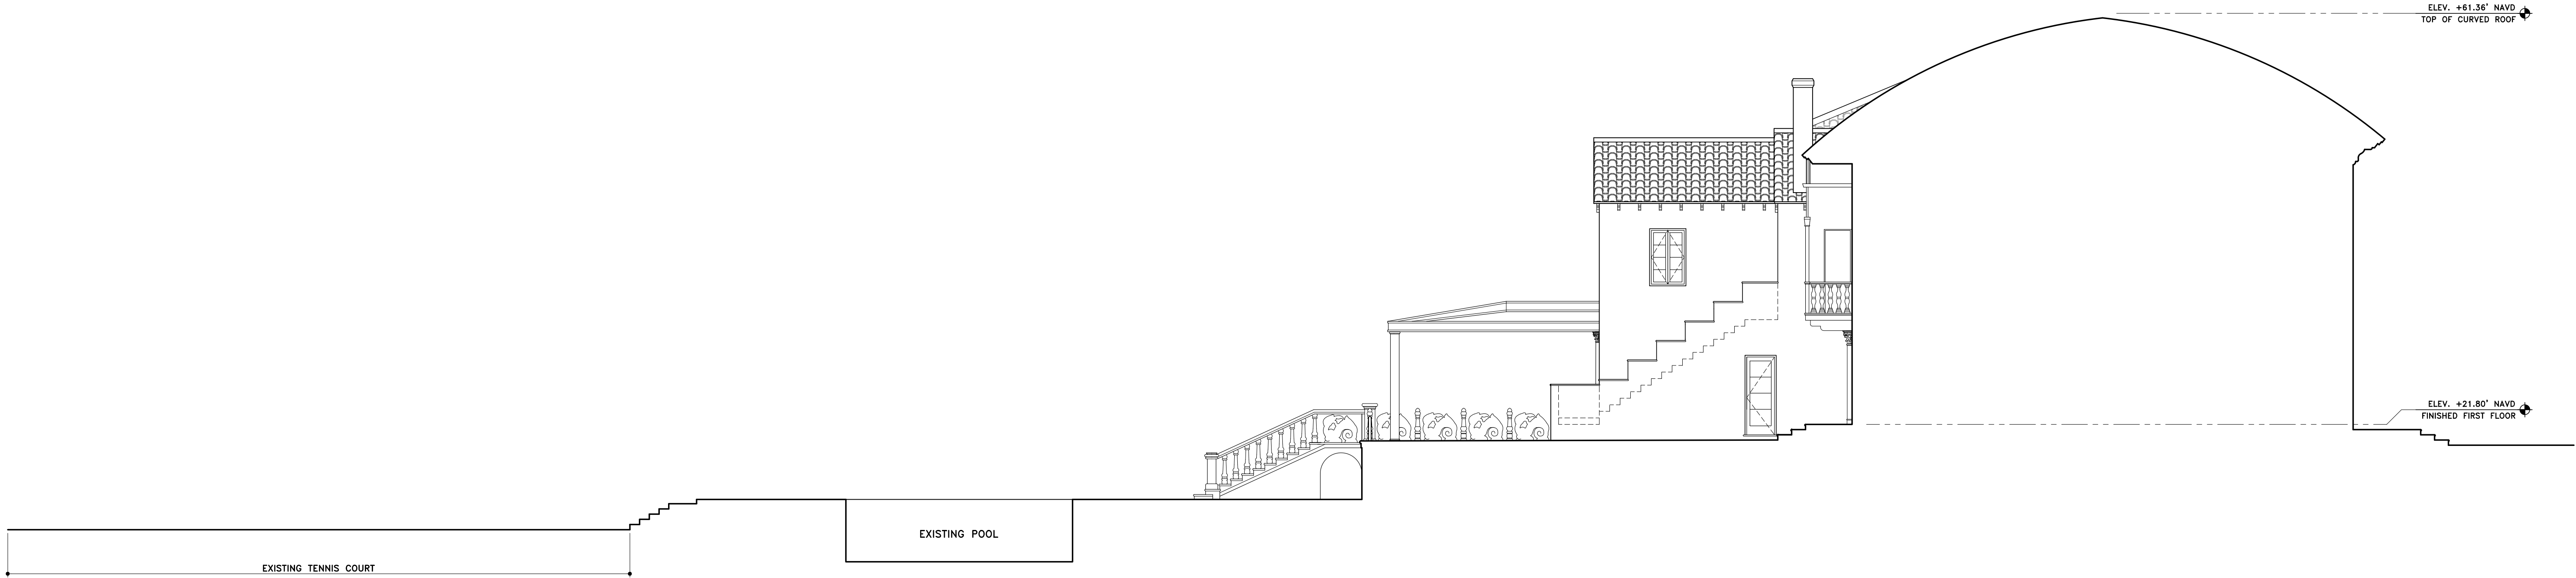 ELEV. +61.36' NAVD
TOP OF CURVED ROOF
ELEV. +21.80' NAVD
FINISHED FIRST FLOOR
EXISTING POOL
EXISTING TENNIS COURT